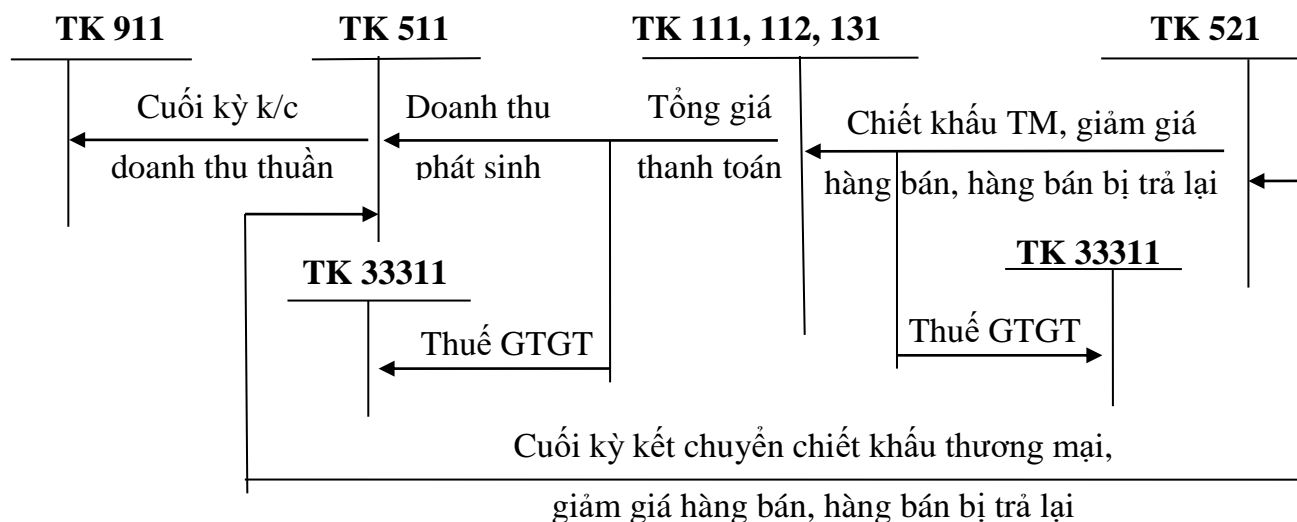 TK 911 TK 511 TK 111, 112, 131 TK 521
Cuối kỳ k/c Doanh thu Tổng giá Chiết khấu TM, giảm giá
doanh thu thuần phát sinh thanh toán hàng bán, hàng bán bị trả lại
TK 33311 TK 33311
Thuế GTGT Thuế GTGT
Cuối kỳ kết chuyển chiết khấu thương mại,
giảm giá hàng bán, hàng bán bị trả lại